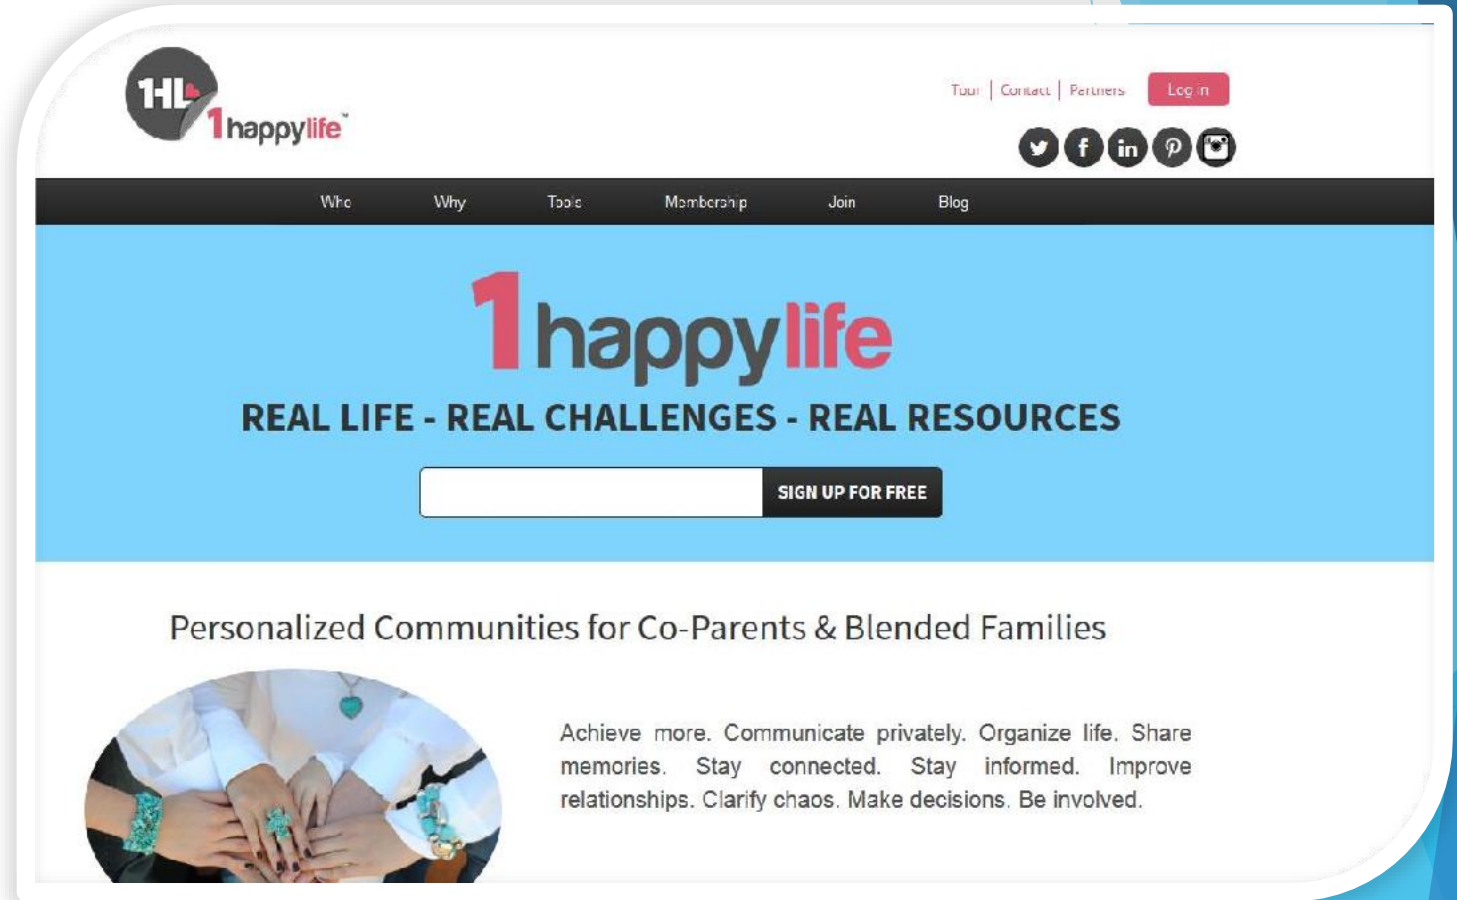 1HL
1happylife™
Tour | Contact | Partners
Log in
Who Why Tools Membership Join Blog
1happylife
REAL LIFE - REAL CHALLENGES - REAL RESOURCES
SIGN UP FOR FREE
Personalized Communities for Co-Parents & Blended Families
Achieve more. Communicate privately. Organize life. Share
memories. Stay connected. Stay informed. Improve
relationships. Clarify chaos. Make decisions. Be involved.